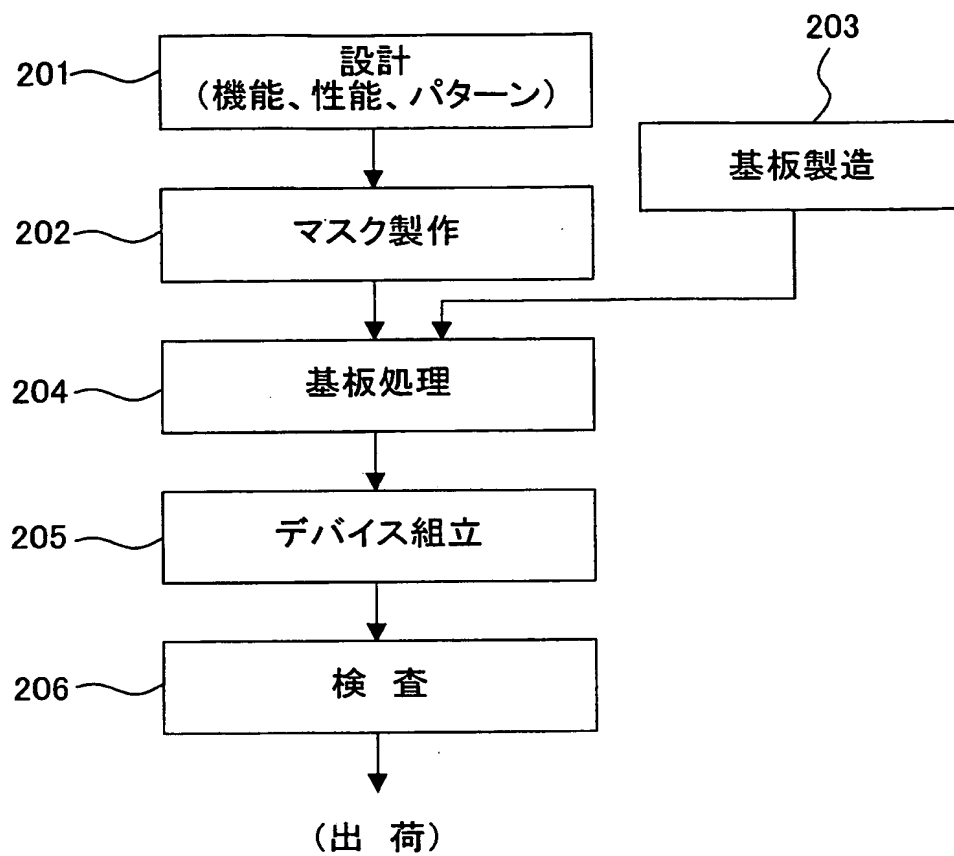 203
201
設計
(機能、性能、パターン)
基板製造
202
マスク製作
204
基板処理
205
デバイス組立
206
検 査
(出 荷)